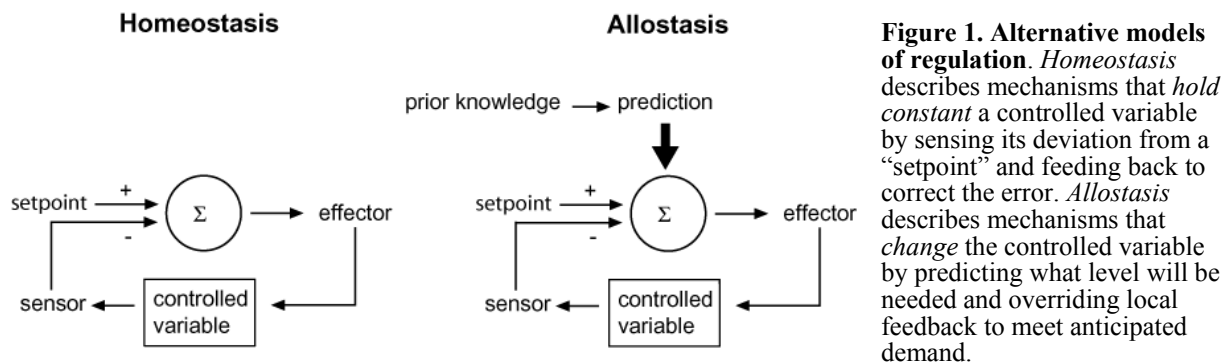 Homeostasis
setpoint
+
-
Σ
effector
sensor
controlled
variable
Allostasis
prior knowledge
prediction
setpoint
+
-
Σ
effector
sensor
controlled
variable
Figure 1. Alternative models
of regulation. Homeostasis
describes mechanisms that hold
constant a controlled variable
by sensing its deviation from a
“setpoint” and feeding back to
correct the error. Allostasis
describes mechanisms that
change the controlled variable
by predicting what level will be
needed and overriding local
feedback to meet anticipated
demand.